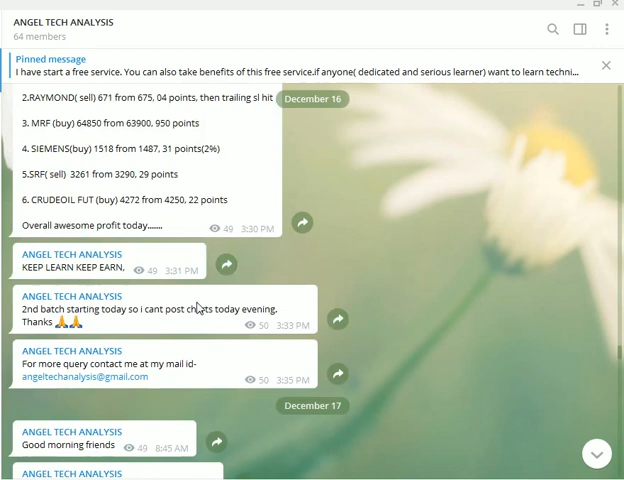 ANGEL TECH ANALYSIS
64 members
Pinned message
I have start a free service. You can also take benefits of this free service.if anyone( dedicated and serious learner) want to learn techni...
2.RAYMOND( sell) 671 from 675, 04 points, then trailing sl hit
December 16
3. MRF (buy) 64850 from 63900, 950 points
4. SIEMENS(buy) 1518 from 1487, 31 points(2%)
5.SRF( sell)  3261 from 3290, 29 points
6. CRUDEOIL FUT (buy) 4272 from 4250, 22 points
Overall awesome profit today.......
49 3:30 PM
ANGEL TECH ANALYSIS
KEEP LEARN KEEP EARN,
49 3:31 PM
ANGEL TECH ANALYSIS
2nd batch starting today so i cant post charts today evening.
Thanks 🙏🙏
50 3:33 PM
ANGEL TECH ANALYSIS
For more query contact me at my mail id-
angeltechanalysis@gmail.com
50 3:35 PM
December 17
ANGEL TECH ANALYSIS
Good morning friends
49 8:45 AM
ANGEL TECH ANALYSIS